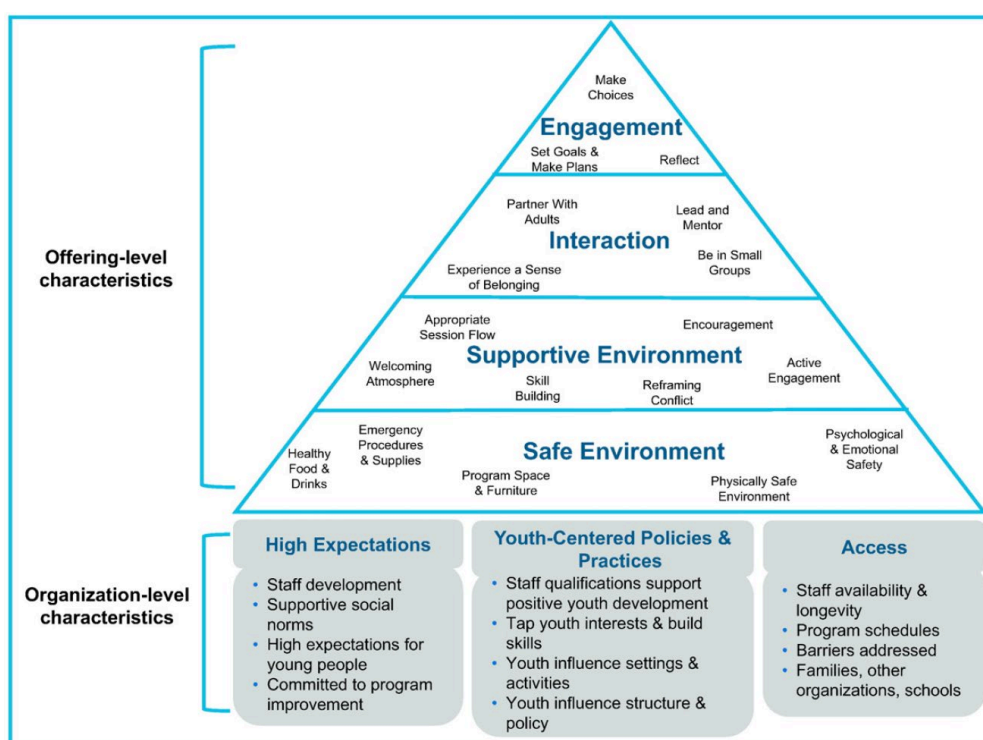 Make
Choices
Engagement
Set Goals &
Make Plans
Reflect
Partner With
Adults
Lead and
Mentor
Interaction
Be in Small
Groups
Experience a Sense
of Belonging
Offering-level
characteristics
Appropriate
Session Flow
Encouragement
Supportive Environment
Welcoming
Atmosphere
Active
Engagement
Skill
Building
Reframing
Conflict
Emergency
Procedures
& Supplies
Psychological
& Emotional
Safety
Safe Environment
Healthy
Food &
Drinks
Program Space
& Furniture
Physically Safe
Environment
Organization-level
characteristics
High Expectations
• Staff development
• Supportive social
norms
• High expectations for
young people
• Committed to program
improvement
Youth-Centered Policies &
Practices
• Staff qualifications support
positive youth development
• Tap youth interests & build
skills
• Youth influence settings &
activities
• Youth influence structure &
policy
Access
• Staff availability &
longevity
• Program schedules
• Barriers addressed
• Families, other
organizations, schools